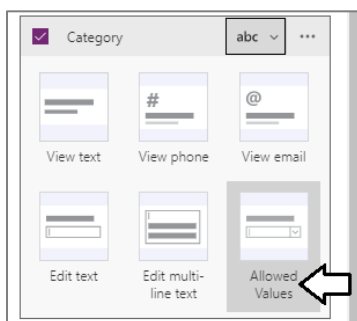 Category abc ...
# @
View text View phone View email
Edit text Edit multi- Allowed
line text Values